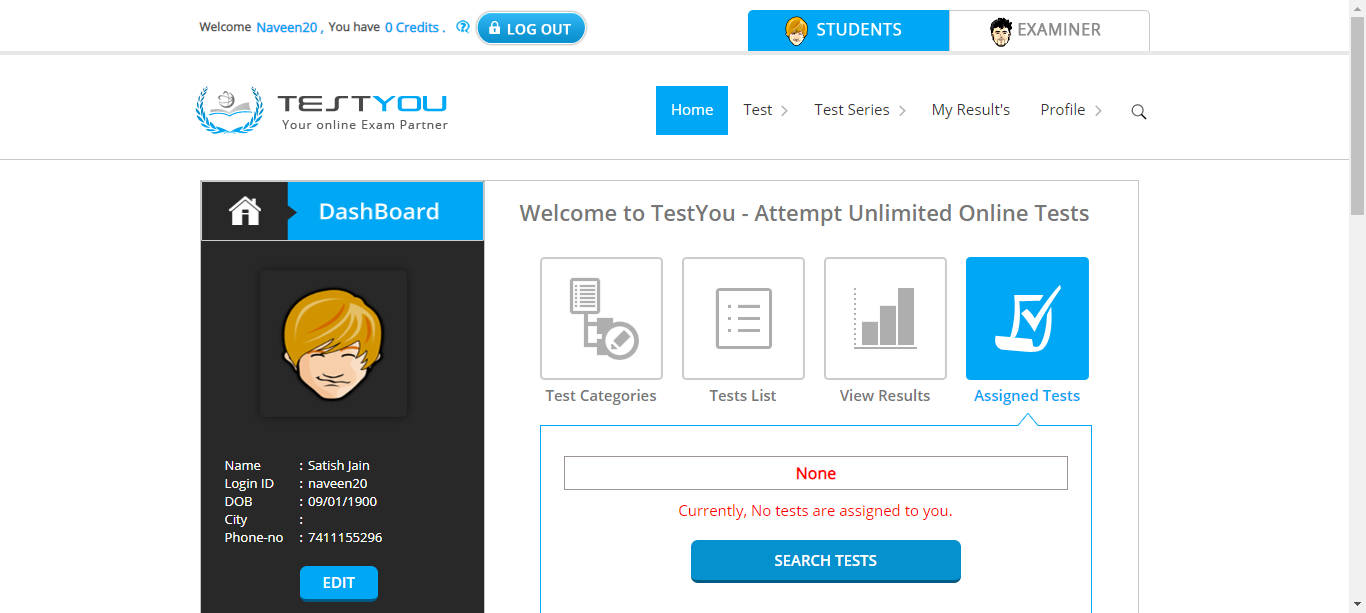 Welcome Naveen20 , You have 0 Credits . LOG OUT
STUDENTS
EXAMINER
TESTYOU
Your online Exam Partner
Home Test Test Series My Result's Profile
DashBoard
Name : Satish Jain
Login ID : naveen20
DOB : 09/01/1900
City :
Phone-no : 7411155296
EDIT
Welcome to TestYou - Attempt Unlimited Online Tests
Test Categories Tests List View Results Assigned Tests
None
Currently, No tests are assigned to you.
SEARCH TESTS